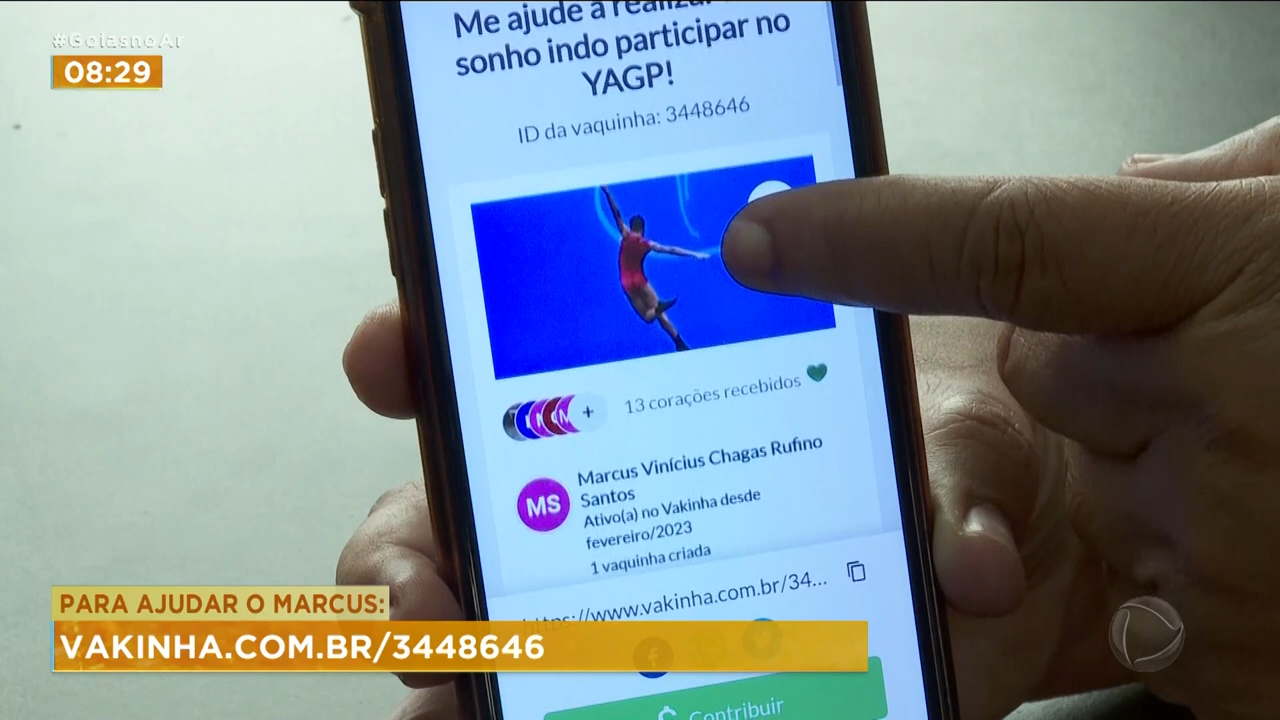 #GoiásnoAr
08:29
Me ajude a realizar
sonho indo participar no
YAGP!
ID da vaquinha: 3448646
+
13 corações recebidos
MS
Marcus Vinícius Chagas Rufino
Santos
Ativo(a) no Vakinha desde
fevereiro/2023
1 vaquinha criada
https://www.vakinha.com.br/34...
Contribuir
PARA AJUDAR O MARCUS:
VAKINHA.COM.BR/3448646